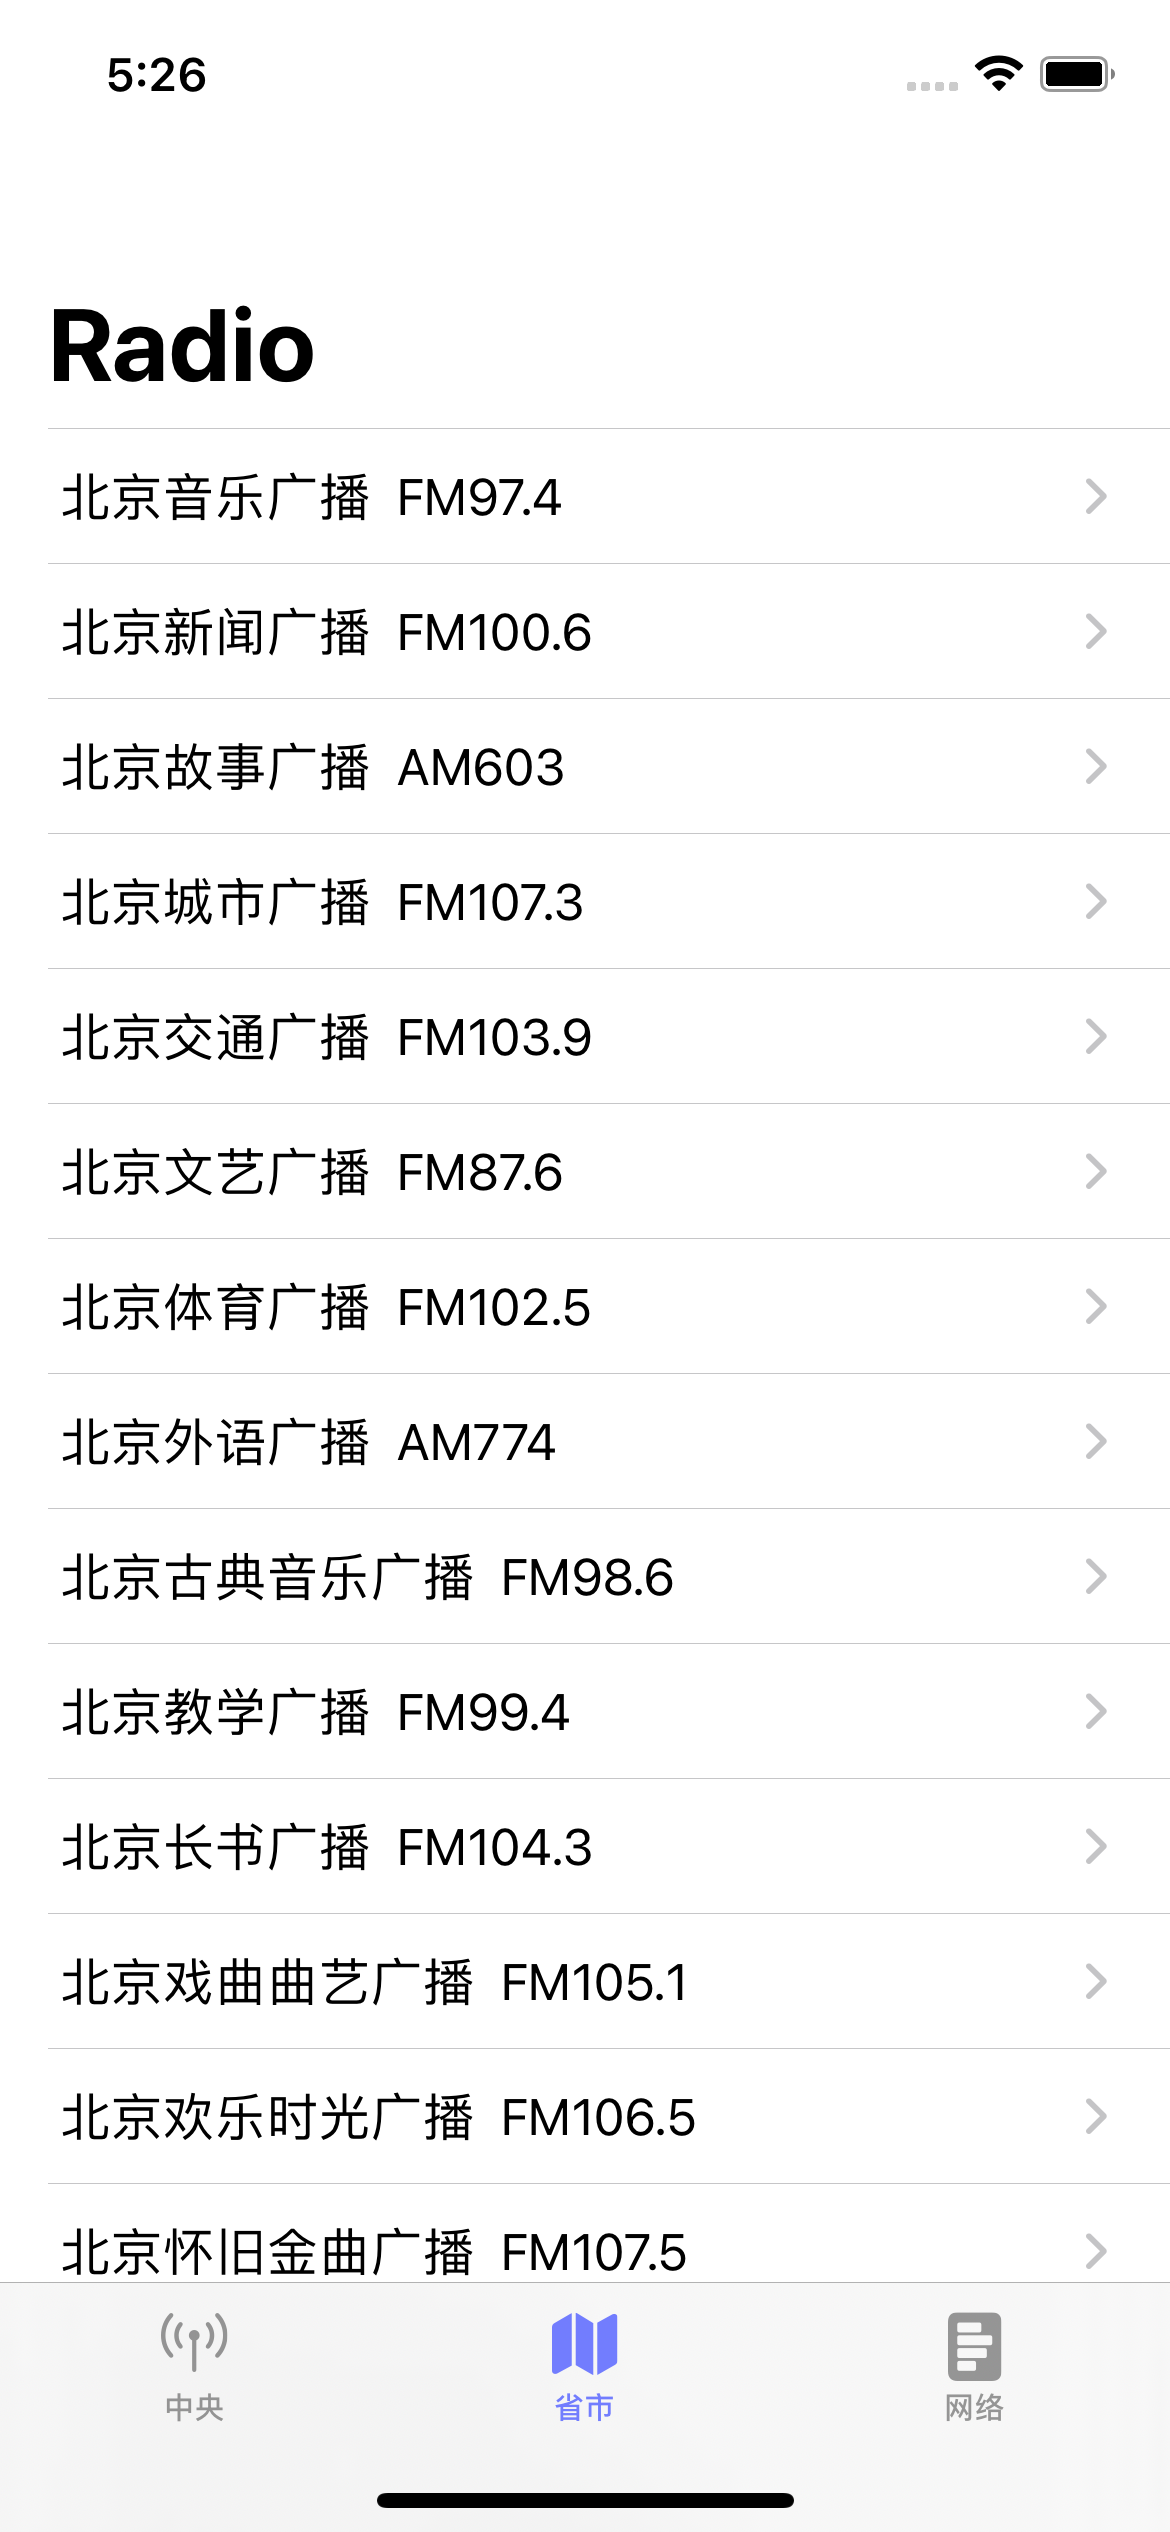 5:26
Radio
北京音乐广播 FM97.4
北京新闻广播 FM100.6
北京故事广播 AM603
北京城市广播 FM107.3
北京交通广播 FM103.9
北京文艺广播 FM87.6
北京体育广播 FM102.5
北京外语广播 AM774
北京古典音乐广播 FM98.6
北京教学广播 FM99.4
北京长书广播 FM104.3
北京戏曲曲艺广播 FM105.1
北京欢乐时光广播 FM106.5
北京怀旧金曲广播 FM107.5
中央 省市 网络